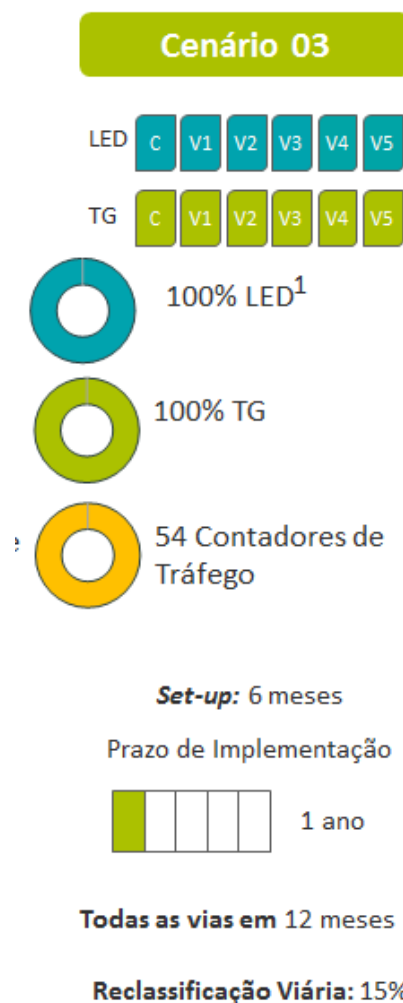 Cenário 03
LED C V1 V2 V3 V4 V5
TG C V1 V2 V3 V4 V5
100% LED¹
100% TG
54 Contadores de
Tráfego
Set-up: 6 meses
Prazo de Implementação
1 ano
Todas as vias em 12 meses
Reclassificação Viária: 15%